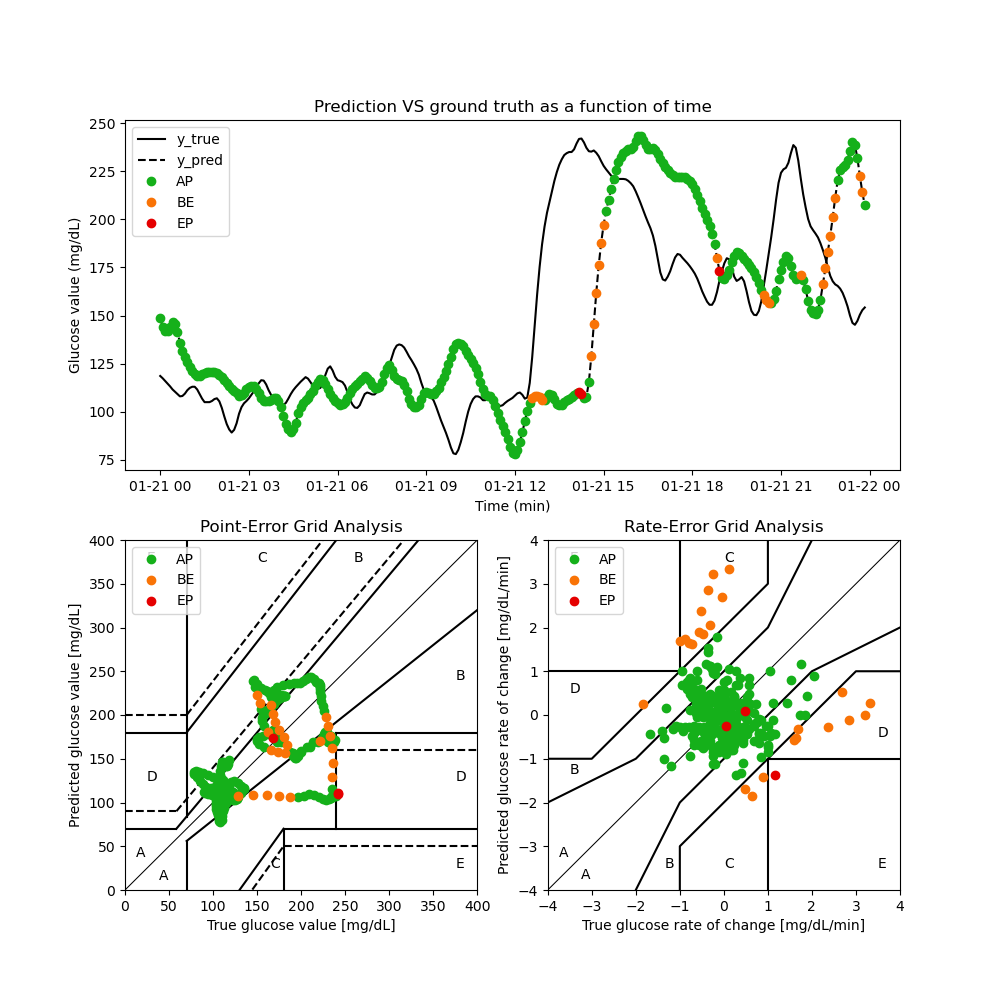 Prediction VS ground truth as a function of time
250
225
200
175
150
125
100
75
Glucose value (mg/dL)
y_true
y_pred
AP
BE
EP
01-21 00
01-21 03
01-21 06
01-21 09
01-21 12
01-21 15
01-21 18
01-21 21
01-22 00
Time (min)
Point-Error Grid Analysis
400
350
300
250
200
150
100
50
0
Predicted glucose value [mg/dL]
AP
BE
EP
C
B
B
D
D
A
A
C
E
0
50
100
150
200
250
300
350
400
True glucose value [mg/dL]
Rate-Error Grid Analysis
4
3
2
1
0
−1
−2
−3
−4
Predicted glucose rate of change [mg/dL/min]
AP
BE
EP
C
D
D
B
A
A
B
C
E
−4
−3
−2
−1
0
1
2
3
4
True glucose rate of change [mg/dL/min]